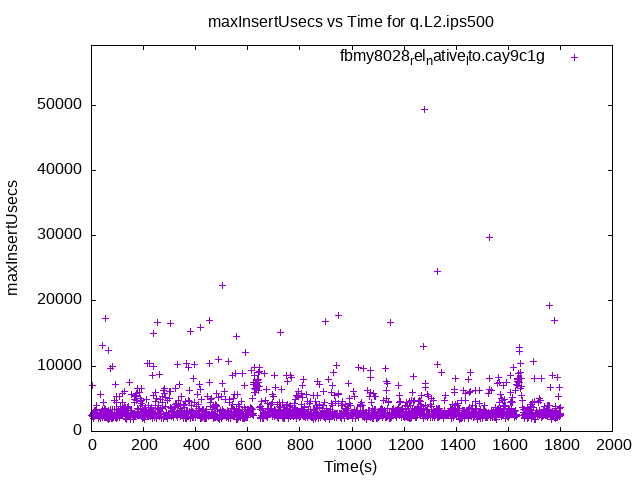 maxInsertUsecs vs Time for q.L2.ips500
fbmy8028relnativelto.cay9c1g
50000
40000
30000
20000
10000
0
maxInsertUsecs
0 200 400 600 800 1000 1200 1400 1600 1800 2000
Time(s)